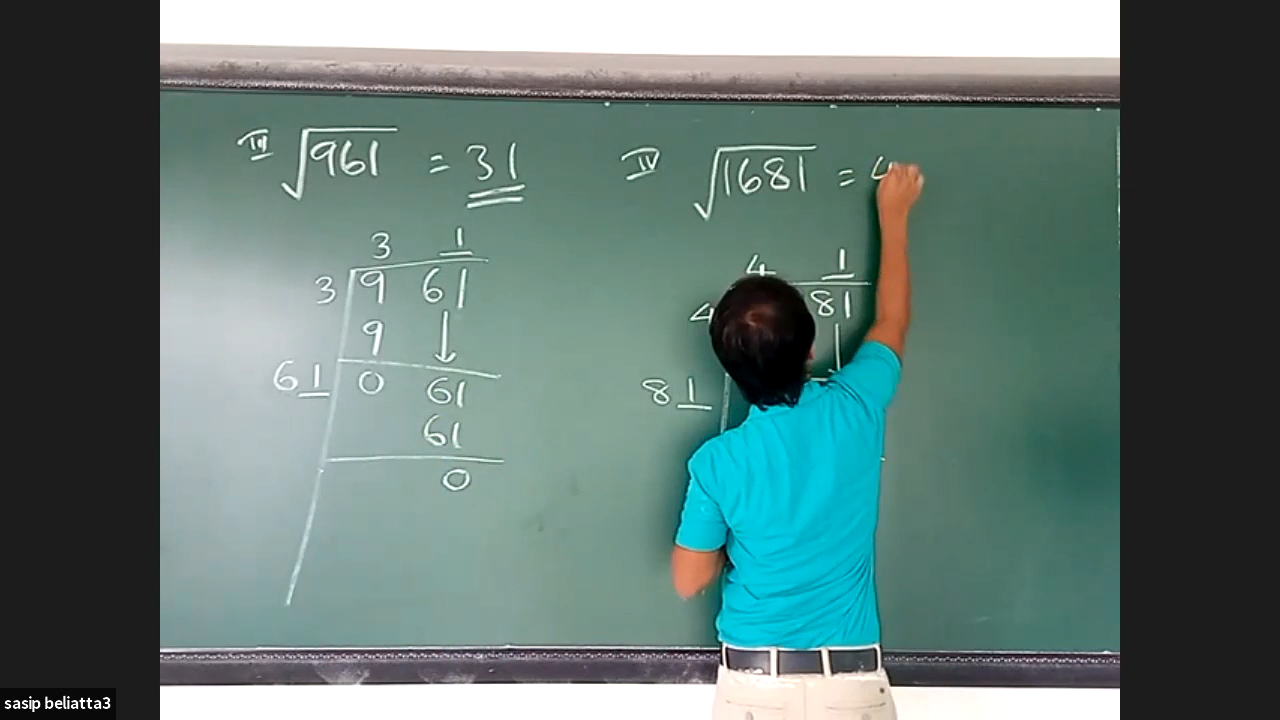 III √961 = 31
3 1
3 9 61
9
61 0 61
61
0
IV √1681 = 4
4 1
4 81
81
sasip beliatta3